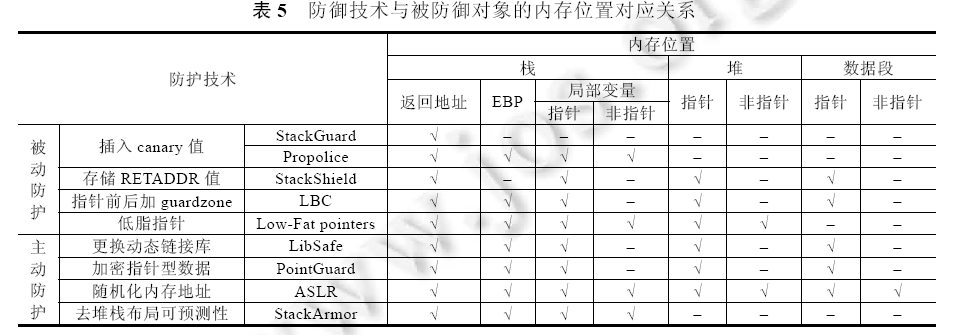 表 5 防御技术与被防御对象的内存位置对应关系
防护技术 内存位置
栈 堆 数据段
返回地址 EBP 局部变量 指针 非指针 指针 非指针
指针 非指针
被动防护 插入 canary 值 StackGuard √ – – – – – – –
Propolice √ √ √ √ – – – –
存储 RETADDR 值 StackShield √ – √ – √ – √ –
指针前后加 guardzone LBC √ √ √ – √ – √ –
低脂指针 Low-Fat pointers √ √ √ √ √ √ – –
主动防护 更换动态链接库 LibSafe √ √ √ – √ – √ –
加密指针型数据 PointGuard √ √ √ – √ – √ –
随机化内存地址 ASLR √ √ √ √ √ √ √ √
去堆栈布局可预测性 StackArmor √ √ √ √ – – – –